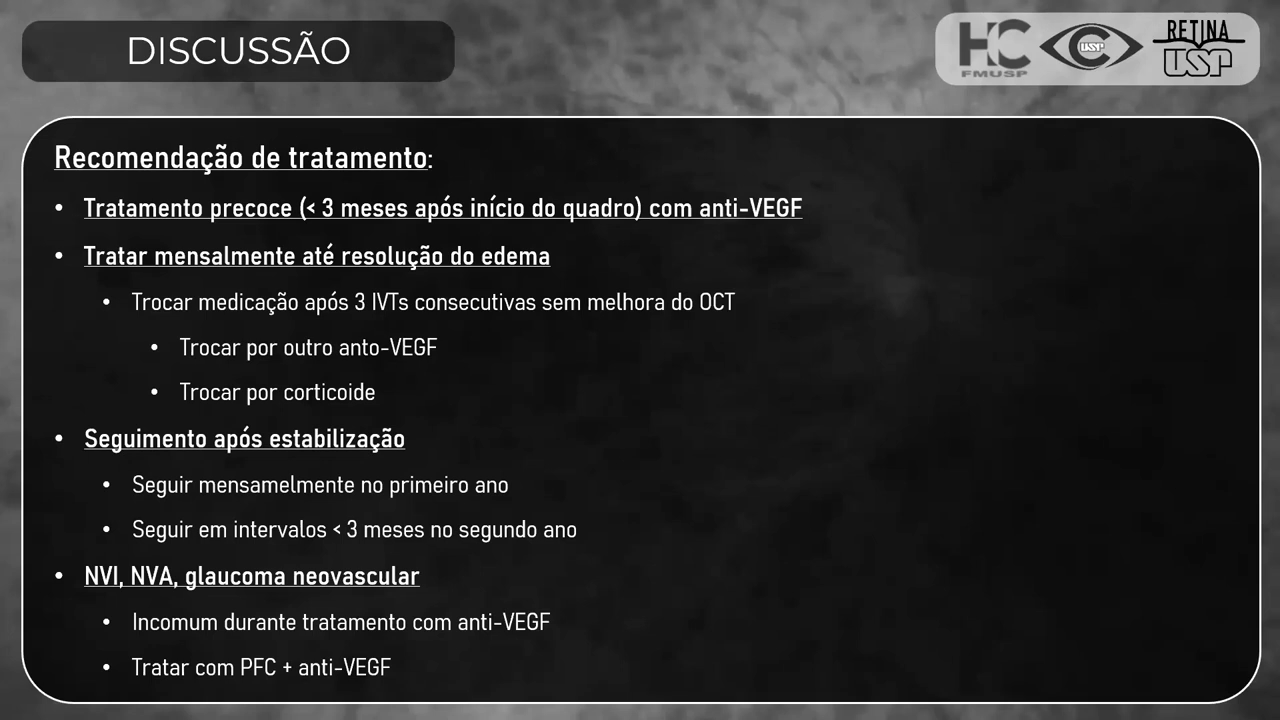 DISCUSSÃO
HC
FMUSP
USP
RETINA
USP
Recomendação de tratamento:
• Tratamento precoce (< 3 meses após início do quadro) com anti-VEGF
• Tratar mensalmente até resolução do edema
• Trocar medicação após 3 IVTs consecutivas sem melhora do OCT
• Trocar por outro anto-VEGF
• Trocar por corticoide
• Seguimento após estabilização
• Seguir mensamelmente no primeiro ano
• Seguir em intervalos < 3 meses no segundo ano
• NVI, NVA, glaucoma neovascular
• Incomum durante tratamento com anti-VEGF
• Tratar com PFC + anti-VEGF